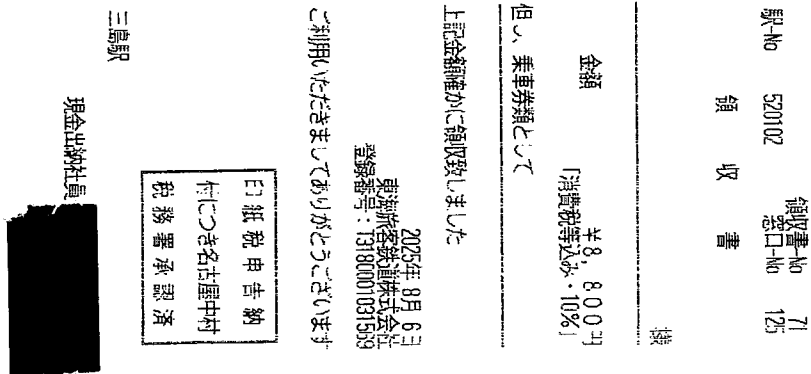 領収書-No 71
駅-No 520102 窓口-No 125
領収書
様
金額 ¥8,800円
「消費税等込み・10%」
但し、乗車券類として
上記金額確かに領収致しました
2025年 8月 6日
東海旅客鉄道株式会社
登録番号:T3180001031569
ご利用いただきましてありがとうございます
印紙税申告納
付につき名古屋中村
税務署承認済
三島駅
現金出納社員